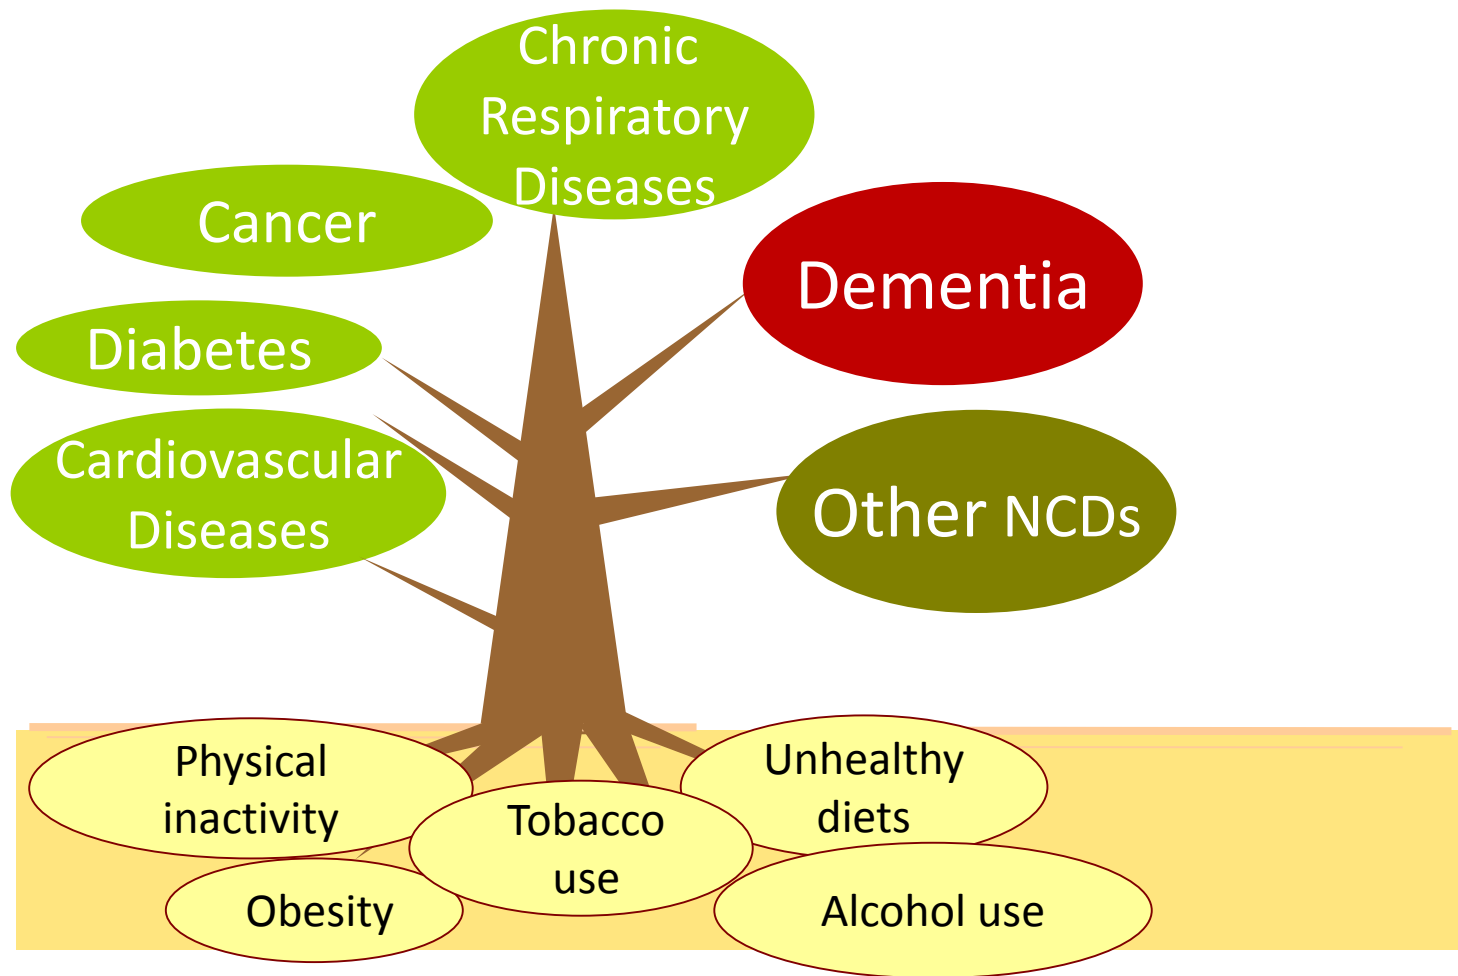 Chronic
Respiratory
Diseases
Cancer
Dementia
Diabetes
Cardiovascular
Diseases
Other NCDs
Physical
inactivity
Unhealthy
diets
Tobacco
use
Obesity
Alcohol use